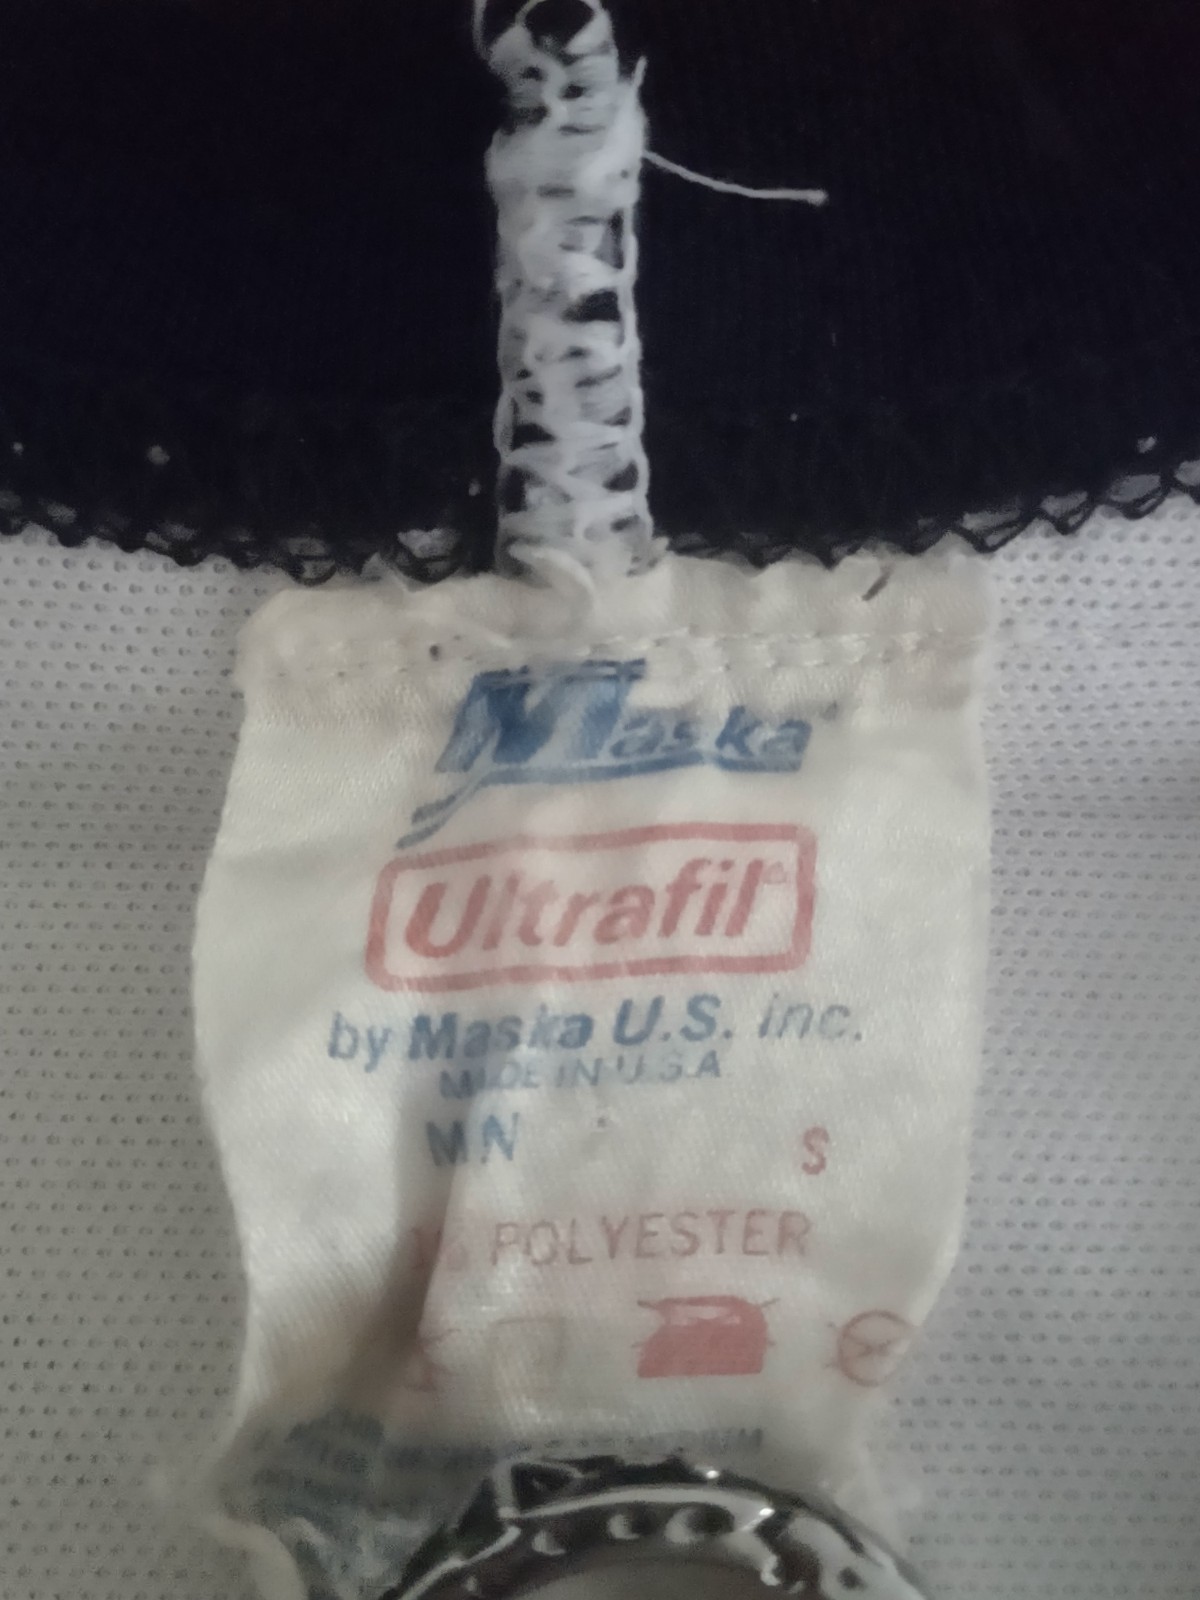 Maska
Ultrafil
by Maska U.S. inc.
MADE IN U.S.A
MN S
POLYESTER